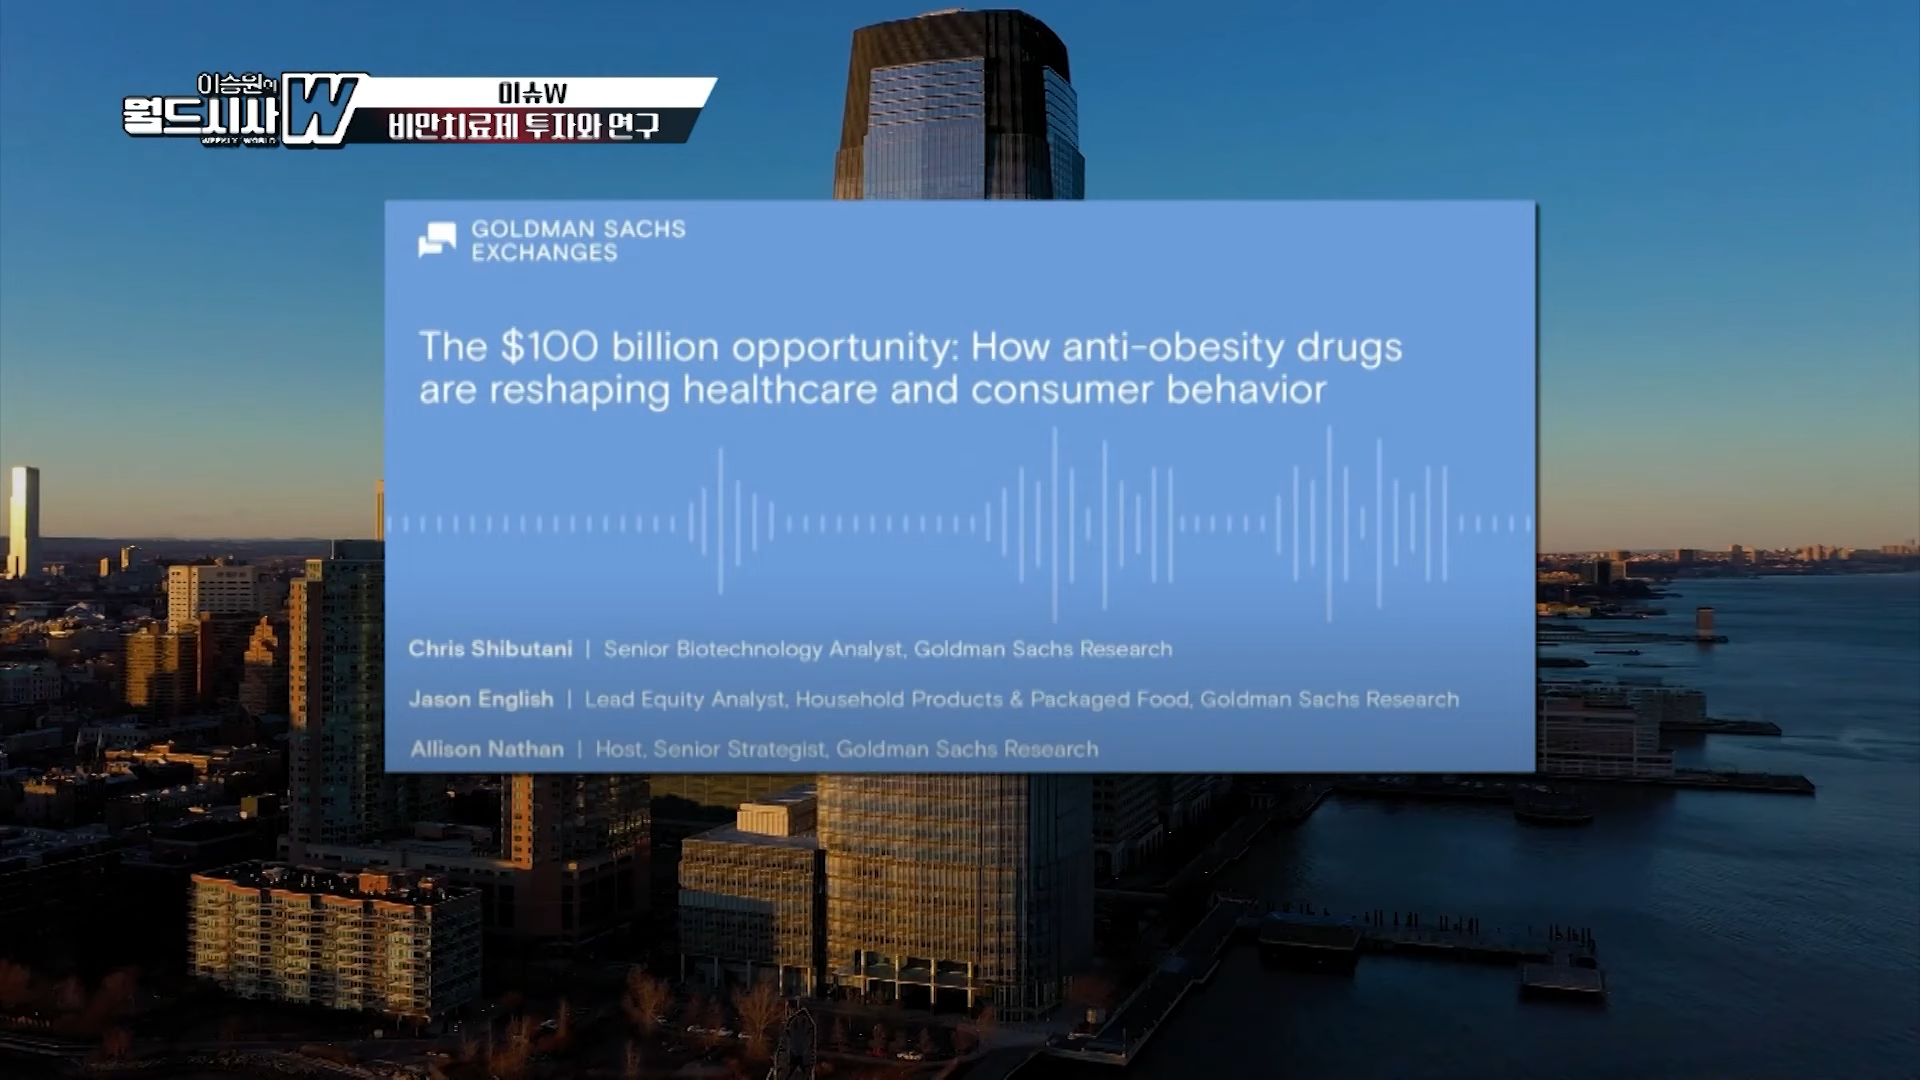 이승원의
월드시사 W
WEEKLY WORLD
이슈W
비만치료제 투자와 연구
GOLDMAN SACHS
EXCHANGES
The $100 billion opportunity: How anti-obesity drugs
are reshaping healthcare and consumer behavior
Chris Shibutani | Senior Biotechnology Analyst, Goldman Sachs Research
Jason English | Lead Equity Analyst, Household Products & Packaged Food, Goldman Sachs Research
Allison Nathan | Host, Senior Strategist, Goldman Sachs Research